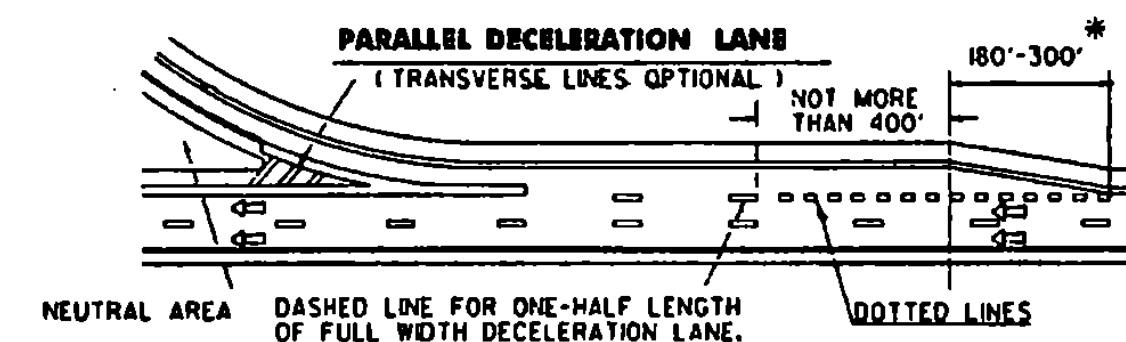 PARALLEL DECELERATION LANE
( TRANSVERSE LINES OPTIONAL )
*
180'-300'
NOT MORE
THAN 400'
NEUTRAL AREA
DASHED LINE FOR ONE-HALF LENGTH
OF FULL WIDTH DECELERATION LANE.
DOTTED LINES